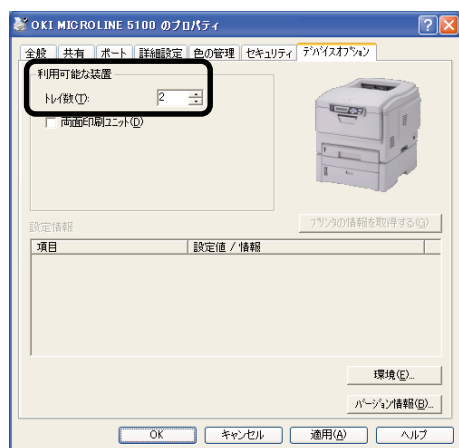 OKI MICROLINE 5100 のプロパティ
全般 共有 ポート 詳細設定 色の管理 セキュリティ ﾃﾞﾊﾞｲｽｵﾌﾟｼｮﾝ
利用可能な装置
ﾄﾚｲ数(T): 2
両面印刷ﾕﾆｯﾄ(D)
設定情報 ﾌﾟﾘﾝﾀの情報を取得する(G)
項目 設定値 / 情報
環境(E)...
ﾊﾞｰｼﾞｮﾝ情報(B)...
OK キャンセル 適用(A) ヘルプ